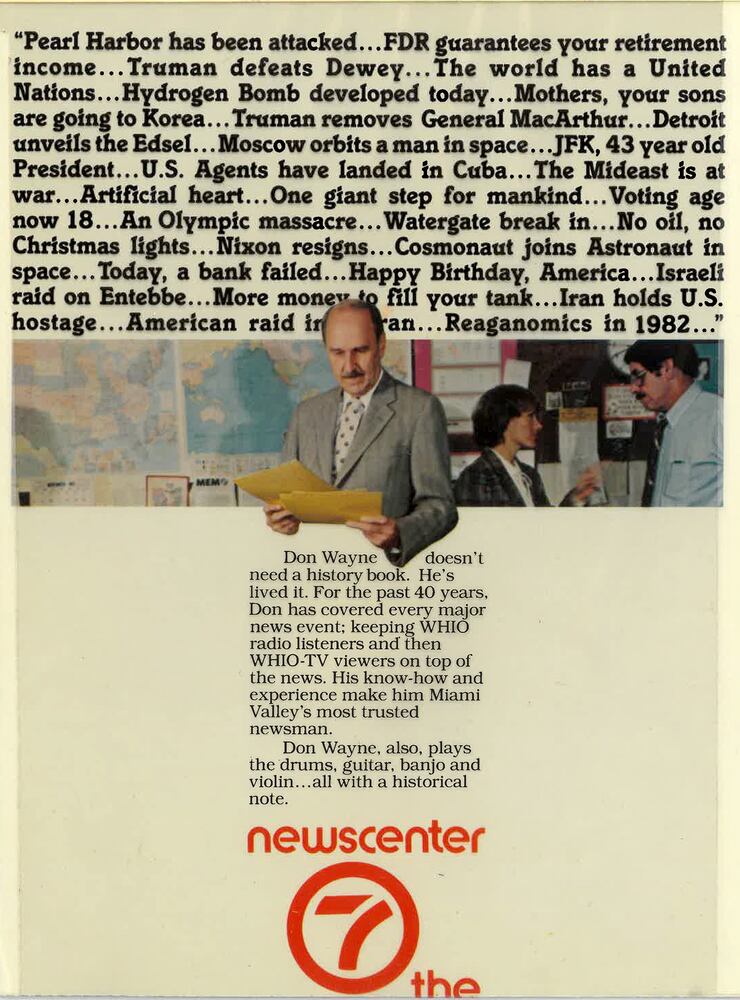 “Pearl Harbor has been attacked...FDR guarantees your retirement
income...Truman defeats Dewey...The world has a United
Nations...Hydrogen Bomb developed today...Mothers, your sons
are going to Korea...Truman removes General MacArthur...Detroit
unveils the Edsel...Moscow orbits a man in space...JFK, 43 year old
President...U.S. Agents have landed in Cuba...The Mideast is at
war...Artificial heart...One giant step for mankind...Voting age
now 18...An Olympic massacre...Watergate break in...No oil, no
Christmas lights...Nixon resigns...Cosmonaut joins Astronaut in
space...Today, a bank failed...Happy Birthday, America...Israeli
raid on Entebbe...More money to fill your tank...Iran holds U.S.
hostage...American raid in Iran...Reaganomics in 1982...”
MEMO
Don Wayne doesn’t
need a history book. He’s
lived it. For the past 40 years,
Don has covered every major
news event; keeping WHIO
radio listeners and then
WHIO-TV viewers on top of
the news. His know-how and
experience make him Miami
Valley’s most trusted
newsman.
Don Wayne, also, plays
the drums, guitar, banjo and
violin...all with a historical
note.
newscenter
7
the